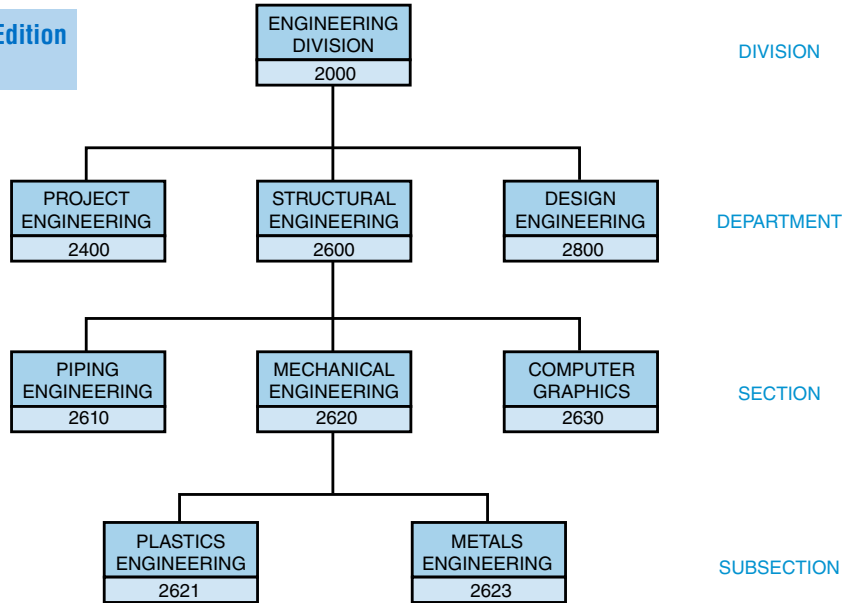 Edition
ENGINEERING
DIVISION
2000
DIVISION
PROJECT
ENGINEERING
2400
STRUCTURAL
ENGINEERING
2600
DESIGN
ENGINEERING
2800
DEPARTMENT
PIPING
ENGINEERING
2610
MECHANICAL
ENGINEERING
2620
COMPUTER
GRAPHICS
2630
SECTION
PLASTICS
ENGINEERING
2621
METALS
ENGINEERING
2623
SUBSECTION